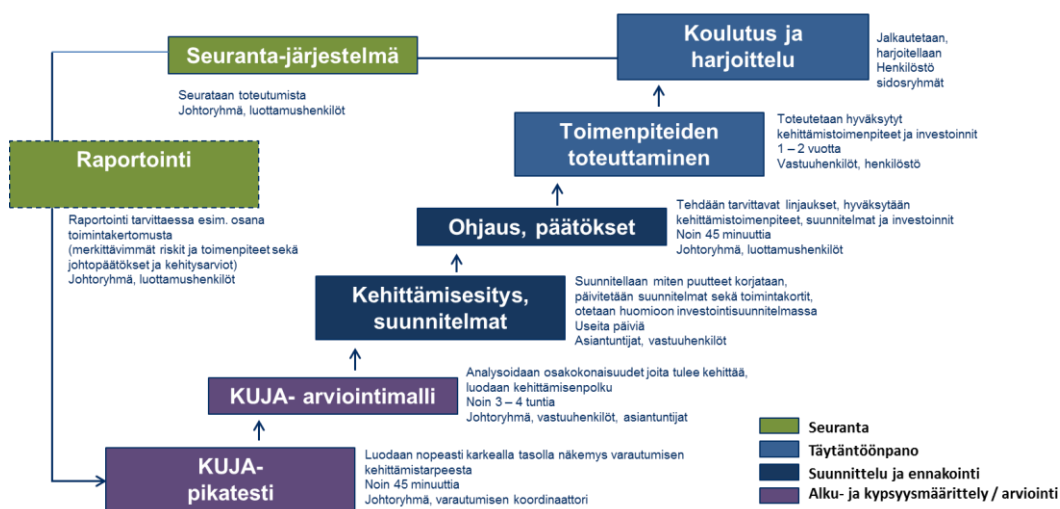 Koulutus ja
harjoittelu
Jalkautetaan,
harjoitellaan
Henkilöstö
sidosryhmät
Seuranta-järjestelmä
Seurataan toteutumista
Johtoryhmä, luottamushenkilöt
Toimenpiteiden
toteuttaminen
Toteutetaan hyväksytyt
kehittämistoimenpiteet ja investoinnit
1 – 2 vuotta
Vastuuhenkilöt, henkilöstö
Raportointi
Raportointi tarvittaessa esim. osana
toimintakertomusta
(merkittävimmät riskit ja toimenpiteet sekä
johtopäätökset ja kehitysarviot)
Johtoryhmä, luottamushenkilöt
Ohjaus, päätökset
Tehdään tarvittavat linjaukset, hyväksytään
kehittämistoimenpiteet, suunnitelmat ja investoinnit
Noin 45 minuuttia
Johtoryhmä, luottamushenkilöt
Kehittämisesitys,
suunnitelmat
Suunnitellaan miten puutteet korjataan,
päivitetään suunnitelmat sekä toimintakortit,
otetaan huomioon investointisuunnitelmassa
Useita päiviä
Asiantuntijat, vastuuhenkilöt
KUJA- arviointimalli
Analysoidaan osakokonaisuudet joita tulee kehittää,
luodaan kehittämisenpolku
Noin 3 – 4 tuntia
Johtoryhmä, vastuuhenkilöt, asiantuntijat
KUJA-
pikatesti
Luodaan nopeasti karkealla tasolla näkemys varautumisen
kehittämistarpeesta
Noin 45 minuuttia
Johtoryhmä, varautumisen koordinaattori
Seuranta
Täytäntöönpano
Suunnittelu ja ennakointi
Alku- ja kypsyysmäärittely / arviointi